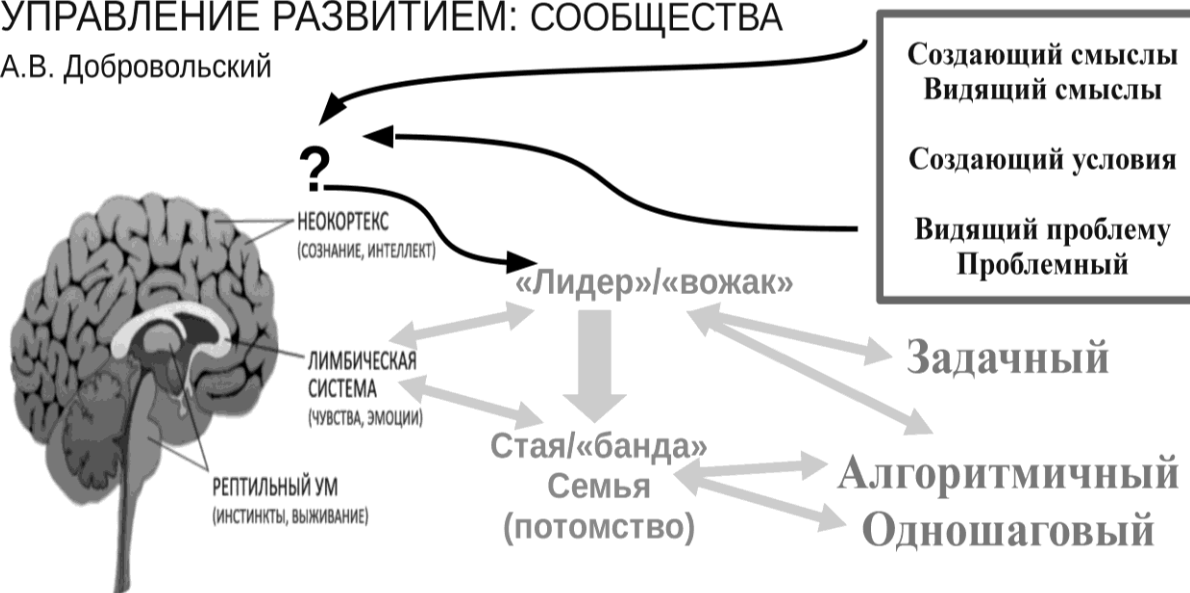 УПРАВЛЕНИЕ РАЗВИТИЕМ: СООБЩЕСТВА
А.В. Добровольский
Создающий смыслы
Видящий смыслы
Создающий условия
Видящий проблему
Проблемный
?
НЕОКОРТЕКС
(СОЗНАНИЕ, ИНТЕЛЛЕКТ)
«Лидер»/«вожак»
ЛИМБИЧЕСКАЯ
СИСТЕМА
(ЧУВСТВА, ЭМОЦИИ)
Задачный
Стая/«банда»
Семья
(потомство)
Алгоритмичный
Одношаговый
РЕПТИЛЬНЫЙ УМ
(ИНСТИНКТЫ, ВЫЖИВАНИЕ)